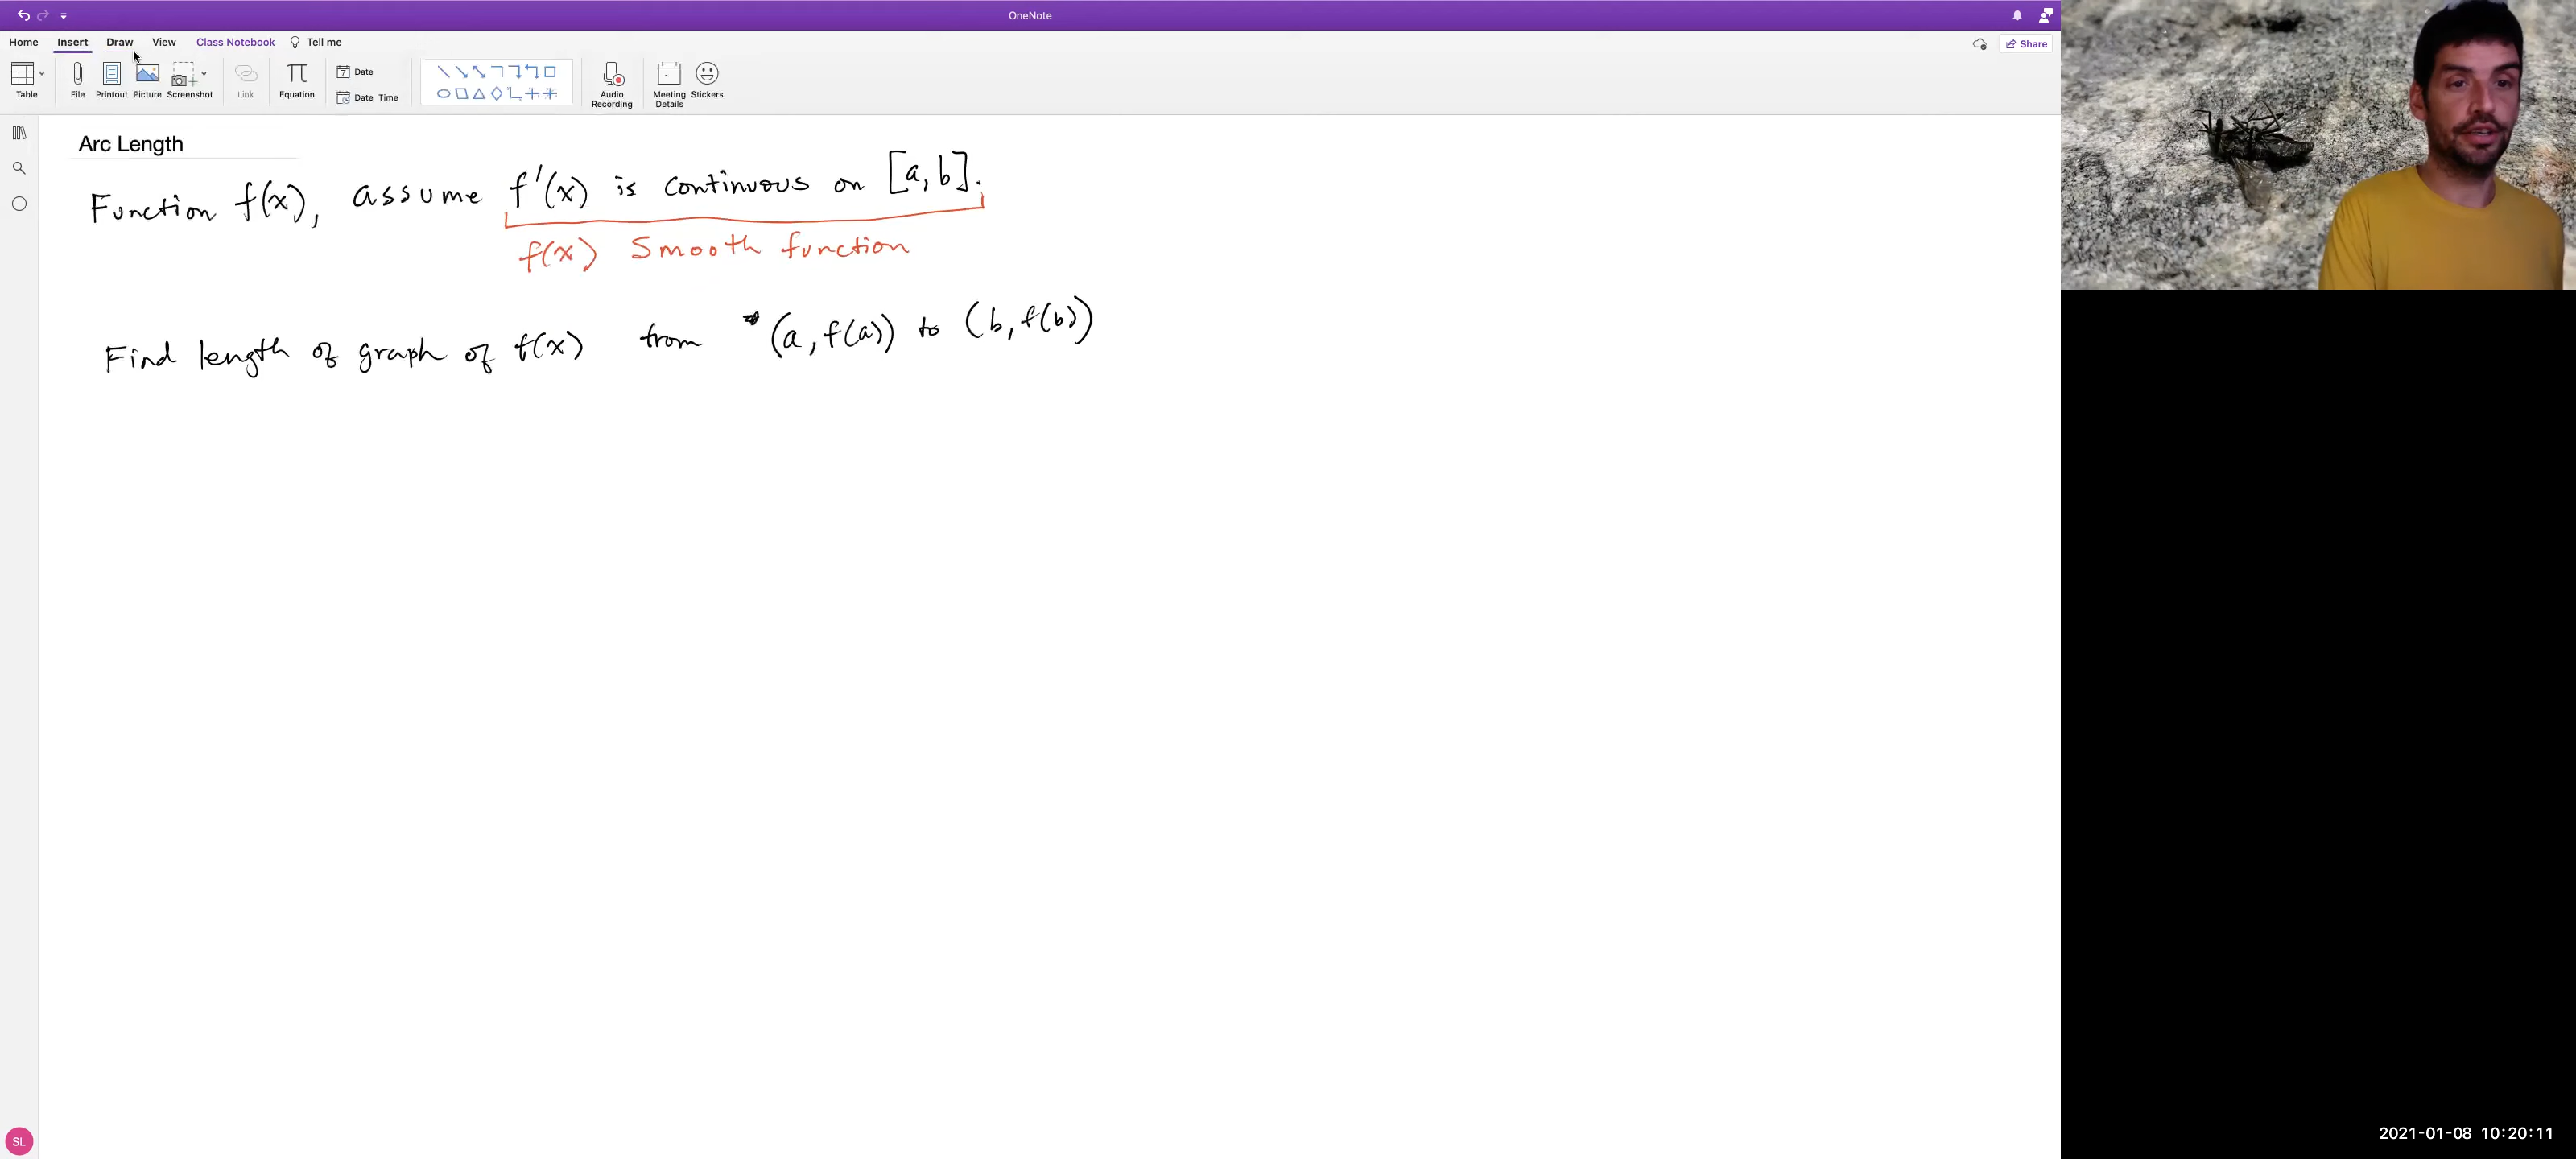 OneNote
Home Insert Draw View Class Notebook Tell me
Share
Table File Printout Picture Screenshot Link Equation
Date
Date Time
Audio Recording
Meeting Details
Stickers
Arc Length
Function f(x), assume f'(x) is continuous on [a, b].
f(x) Smooth function
Find length of graph of f(x) from (a, f(a)) to (b, f(b))
SL
2021-01-08 10:20:11